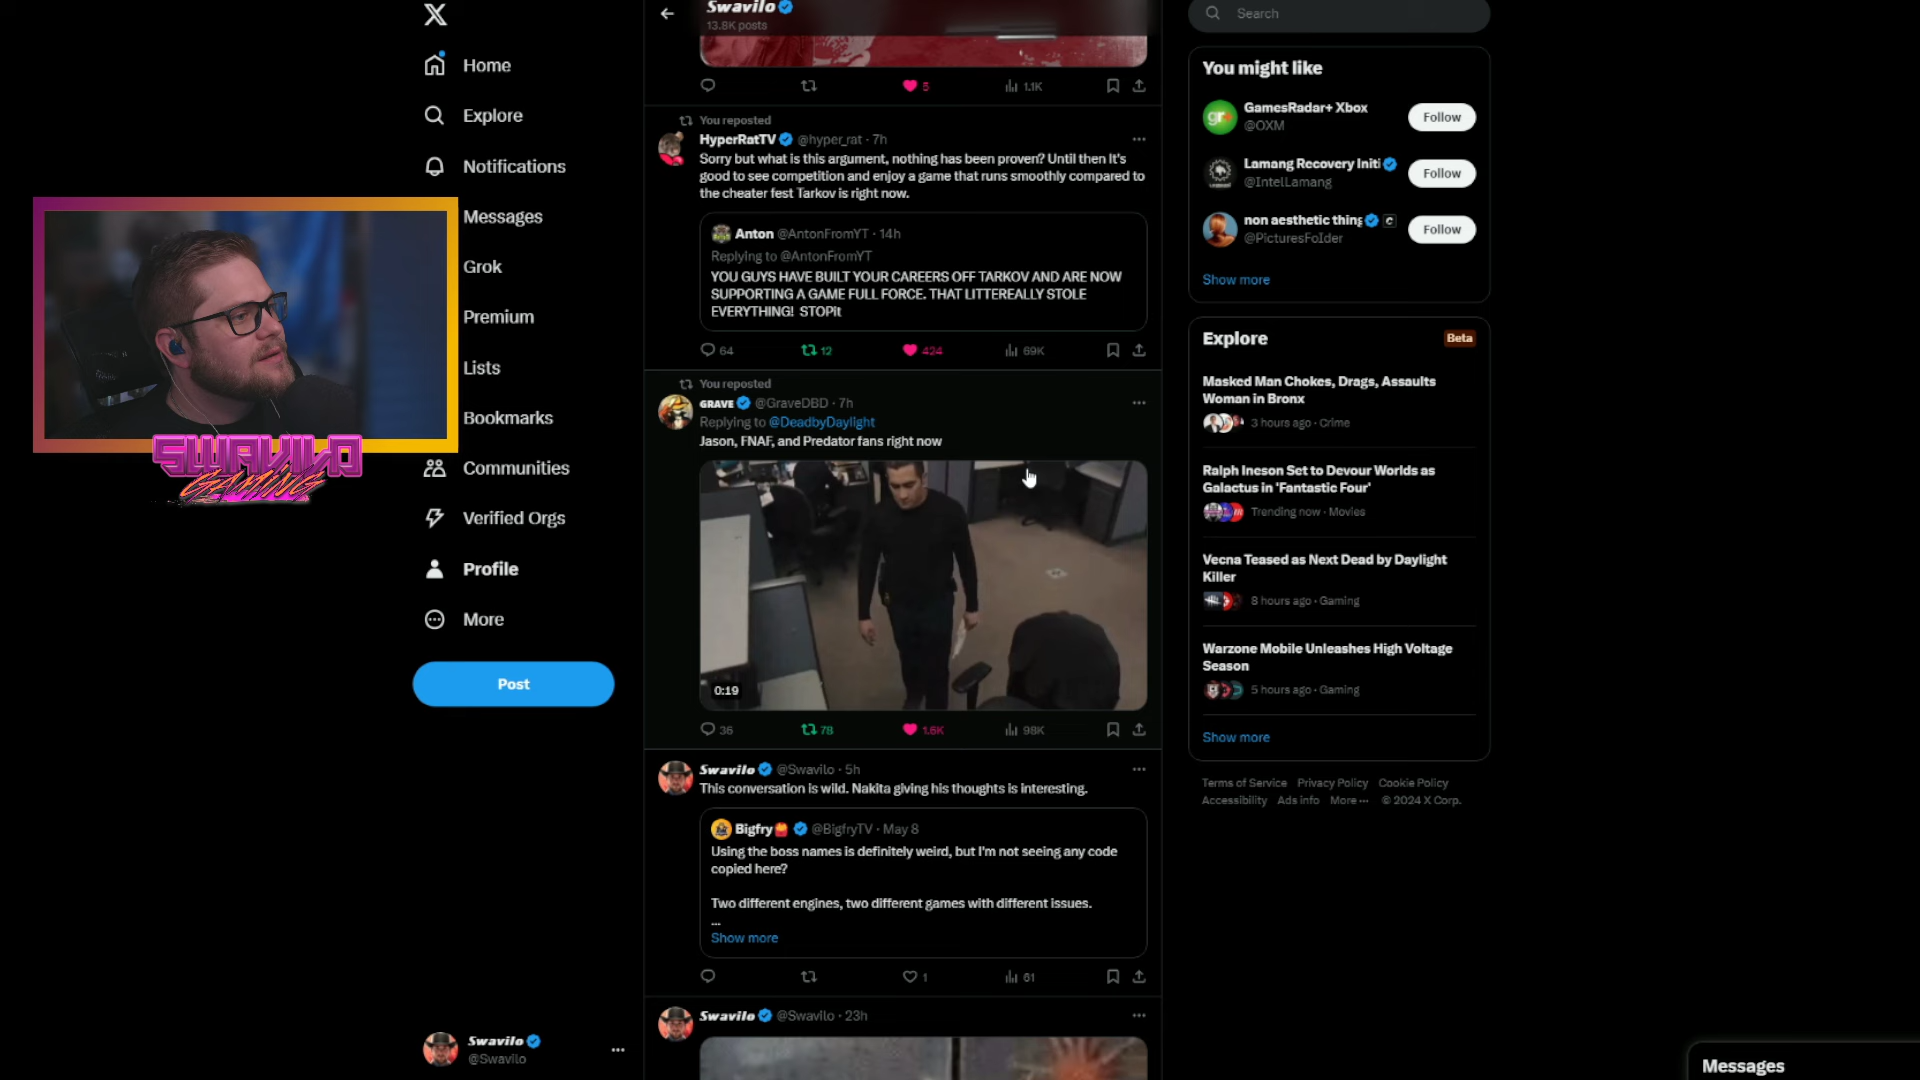 Home
Explore
Notifications
Messages
Grok
Premium
Lists
Bookmarks
Communities
Verified Orgs
Profile
More
Post
SWAVILO
GAMING
Swavilo
@Swavilo
Swavilo
13.8K posts
5
1.1K
You reposted
HyperRatTV @hyper_rat · 7h
Sorry but what is this argument, nothing has been proven? Until then It's
good to see competition and enjoy a game that runs smoothly compared to
the cheater fest Tarkov is right now.
Anton @AntonFromYT · 14h
Replying to @AntonFromYT
YOU GUYS HAVE BUILT YOUR CAREERS OFF TARKOV AND ARE NOW
SUPPORTING A GAME FULL FORCE. THAT LITTEREALLY STOLE
EVERYTHING! STOPit
64 12 424 69K
You reposted
GRAVE @GraveDBD · 7h
Replying to @DeadbyDaylight
Jason, FNAF, and Predator fans right now
0:19
36 78 1.6K 98K
Swavilo @Swavilo · 5h
This conversation is wild. Nakita giving his thoughts is interesting.
Bigfry @BigfryTV · May 8
Using the boss names is definitely weird, but I'm not seeing any code
copied here?
Two different engines, two different games with different issues.
...
Show more
1 61
Swavilo @Swavilo · 23h
Search
You might like
GamesRadar+ Xbox
@OXM
Follow
Lamang Recovery Initi
@IntelLamang
Follow
non aesthetic thing
@PicturesFoIder
Follow
Show more
Explore Beta
Masked Man Chokes, Drags, Assaults
Woman in Bronx
3 hours ago · Crime
Ralph Ineson Set to Devour Worlds as
Galactus in 'Fantastic Four'
Trending now · Movies
Vecna Teased as Next Dead by Daylight
Killer
8 hours ago · Gaming
Warzone Mobile Unleashes High Voltage
Season
5 hours ago · Gaming
Show more
Terms of Service Privacy Policy Cookie Policy
Accessibility Ads info More ··· © 2024 X Corp.
Messages